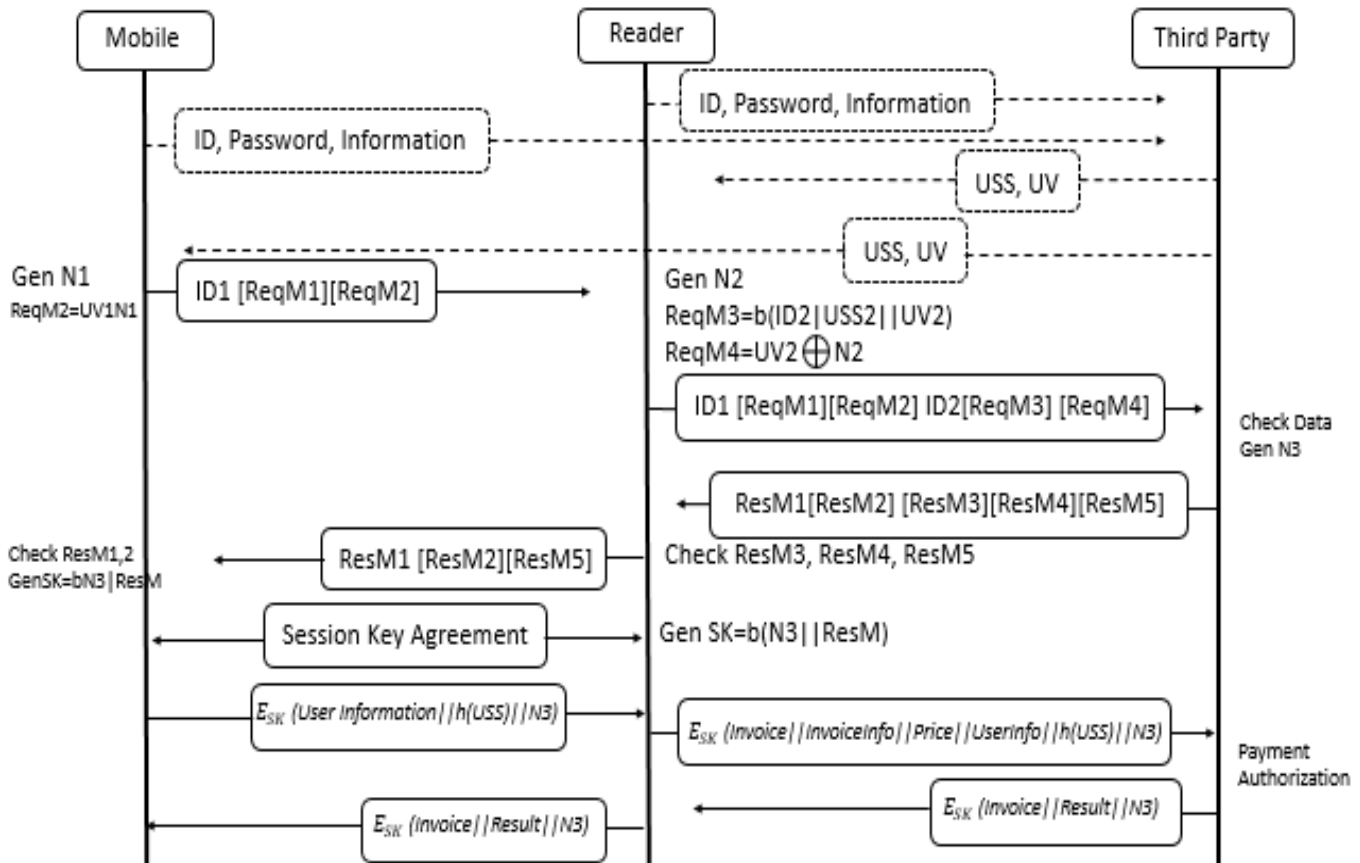 Mobile
Reader
Third Party
ID, Password, Information
ID, Password, Information
USS, UV
USS, UV
Gen N1
ReqM2=UV1N1
ID1 [ReqM1][ReqM2]
Gen N2
ReqM3=b(ID2|USS2||UV2)
ReqM4=UV2⊕N2
ID1 [ReqM1][ReqM2] ID2[ReqM3] [ReqM4]
Check Data
Gen N3
ResM1[ResM2] [ResM3][ResM4][ResM5]
Check ResM1,2
GenSK=bN3|ResM
ResM1 [ResM2][ResM5]
Check ResM3, ResM4, ResM5
Session Key Agreement
Gen SK=b(N3||ResM)
E_SK (User Information||h(USS)||N3)
E_SK (Invoice||InvoiceInfo||Price||UserInfo||h(USS)||N3)
Payment
Authorization
E_SK (Invoice||Result||N3)
E_SK (Invoice||Result||N3)